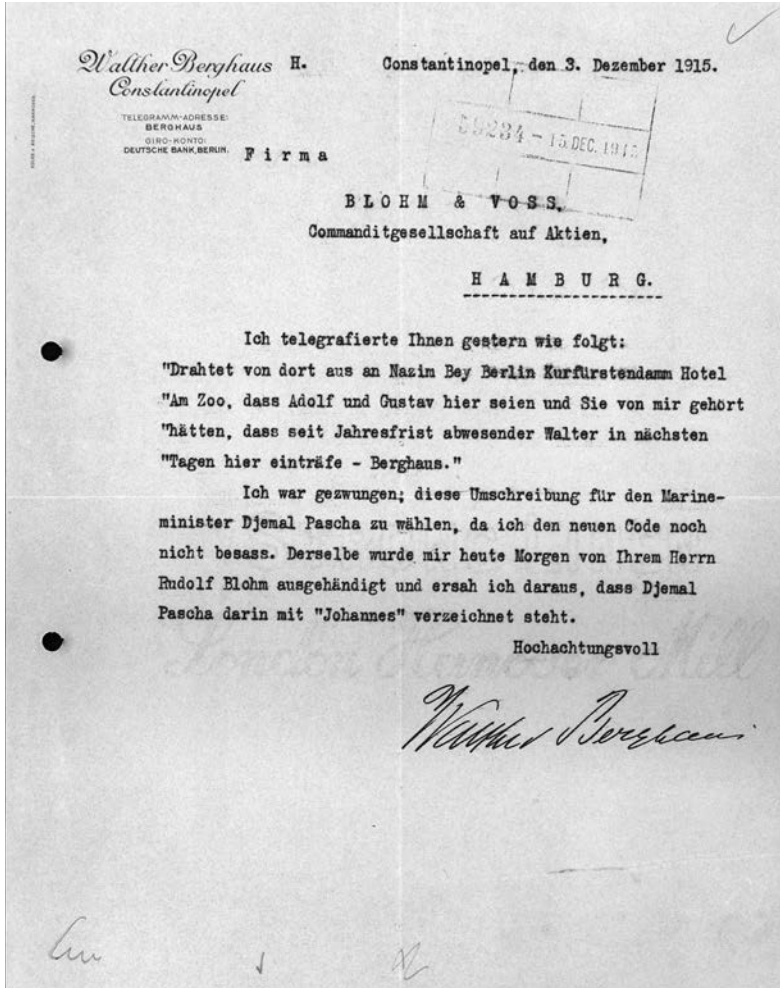 Walther Berghaus H. Constantinopel, den 3. Dezember 1915.
Constantinopel
TELEGRAMM-ADRESSE:
BERGHAUS
GIRO-KONTO:
DEUTSCHE BANK, BERLIN.
59234 - 15.DEC.1915
Firma
BLOHM & VOSS,
Commanditgesellschaft auf Aktien,
HAMBURG.
Ich telegrafierte Ihnen gestern wie folgt:
"Drahtet von dort aus an Nazim Bey Berlin Kurfürstendamm Hotel
"Am Zoo, dass Adolf und Gustav hier seien und Sie von mir gehört
"hätten, dass seit Jahresfrist abwesender Walter in nächsten
"Tagen hier einträfe - Berghaus."
Ich war gezwungen; diese Umschreibung für den Marine-
minister Djemal Pascha zu wählen, da ich den neuen Code noch
nicht besass. Derselbe wurde mir heute Morgen von Ihrem Herrn
Rudolf Blohm ausgehändigt und ersah ich daraus, dass Djemal
Pascha darin mit "Johannes" verzeichnet steht.
Hochachtungsvoll
Walther Berghaus